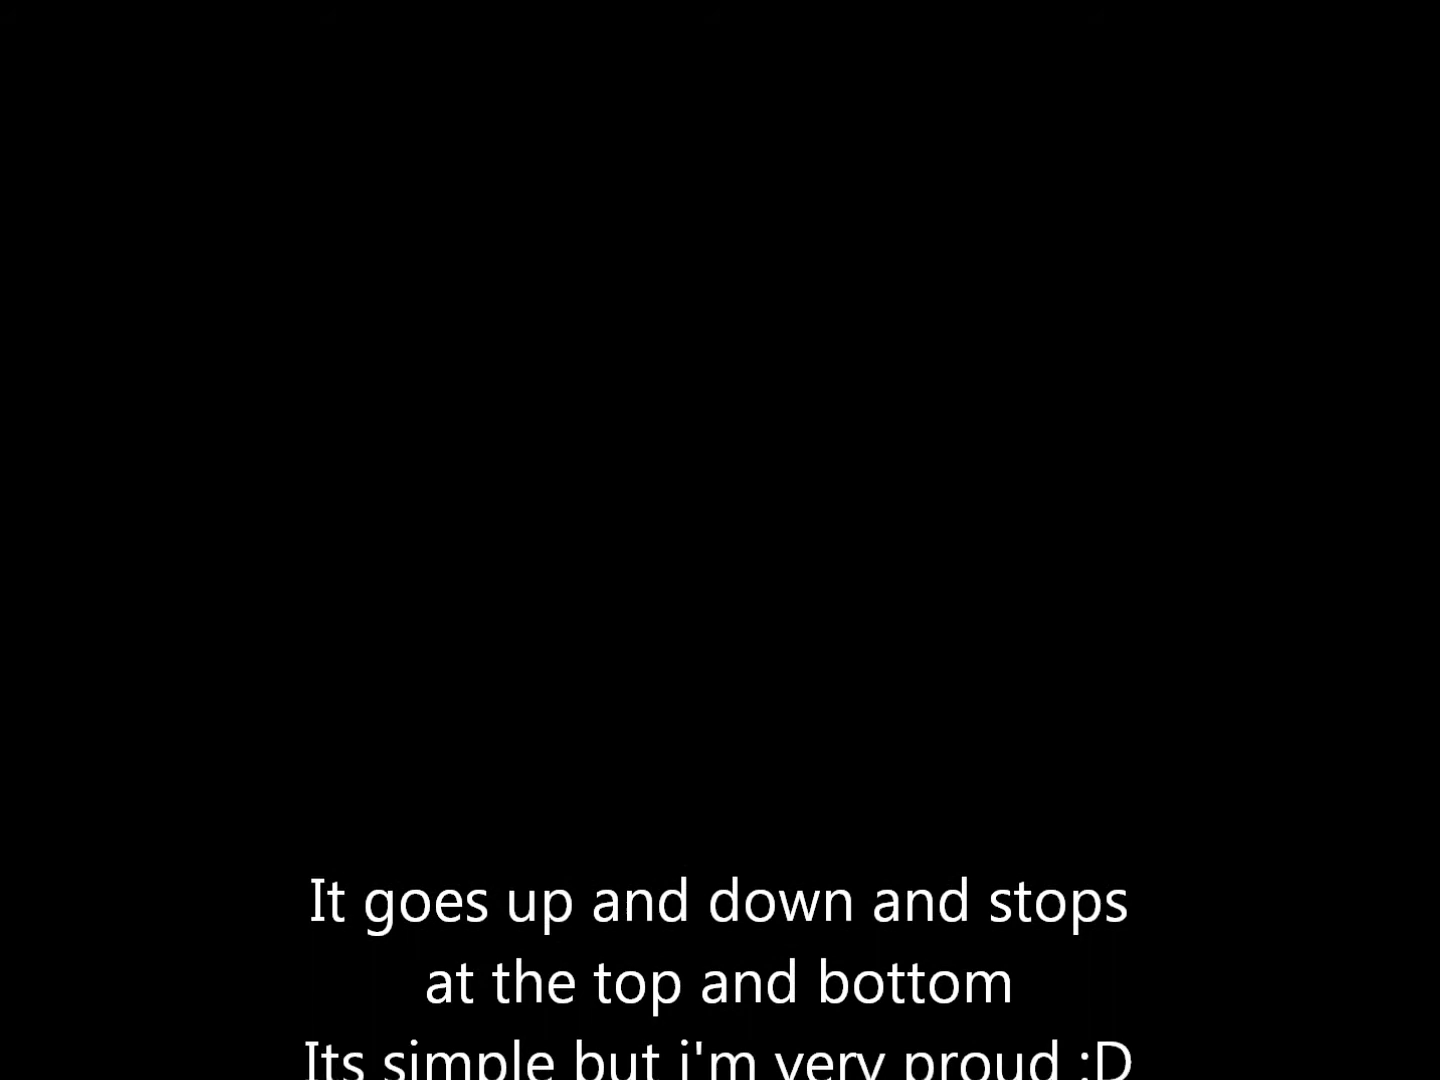 It goes up and down and stops
at the top and bottom
Its simple but i'm very proud :D